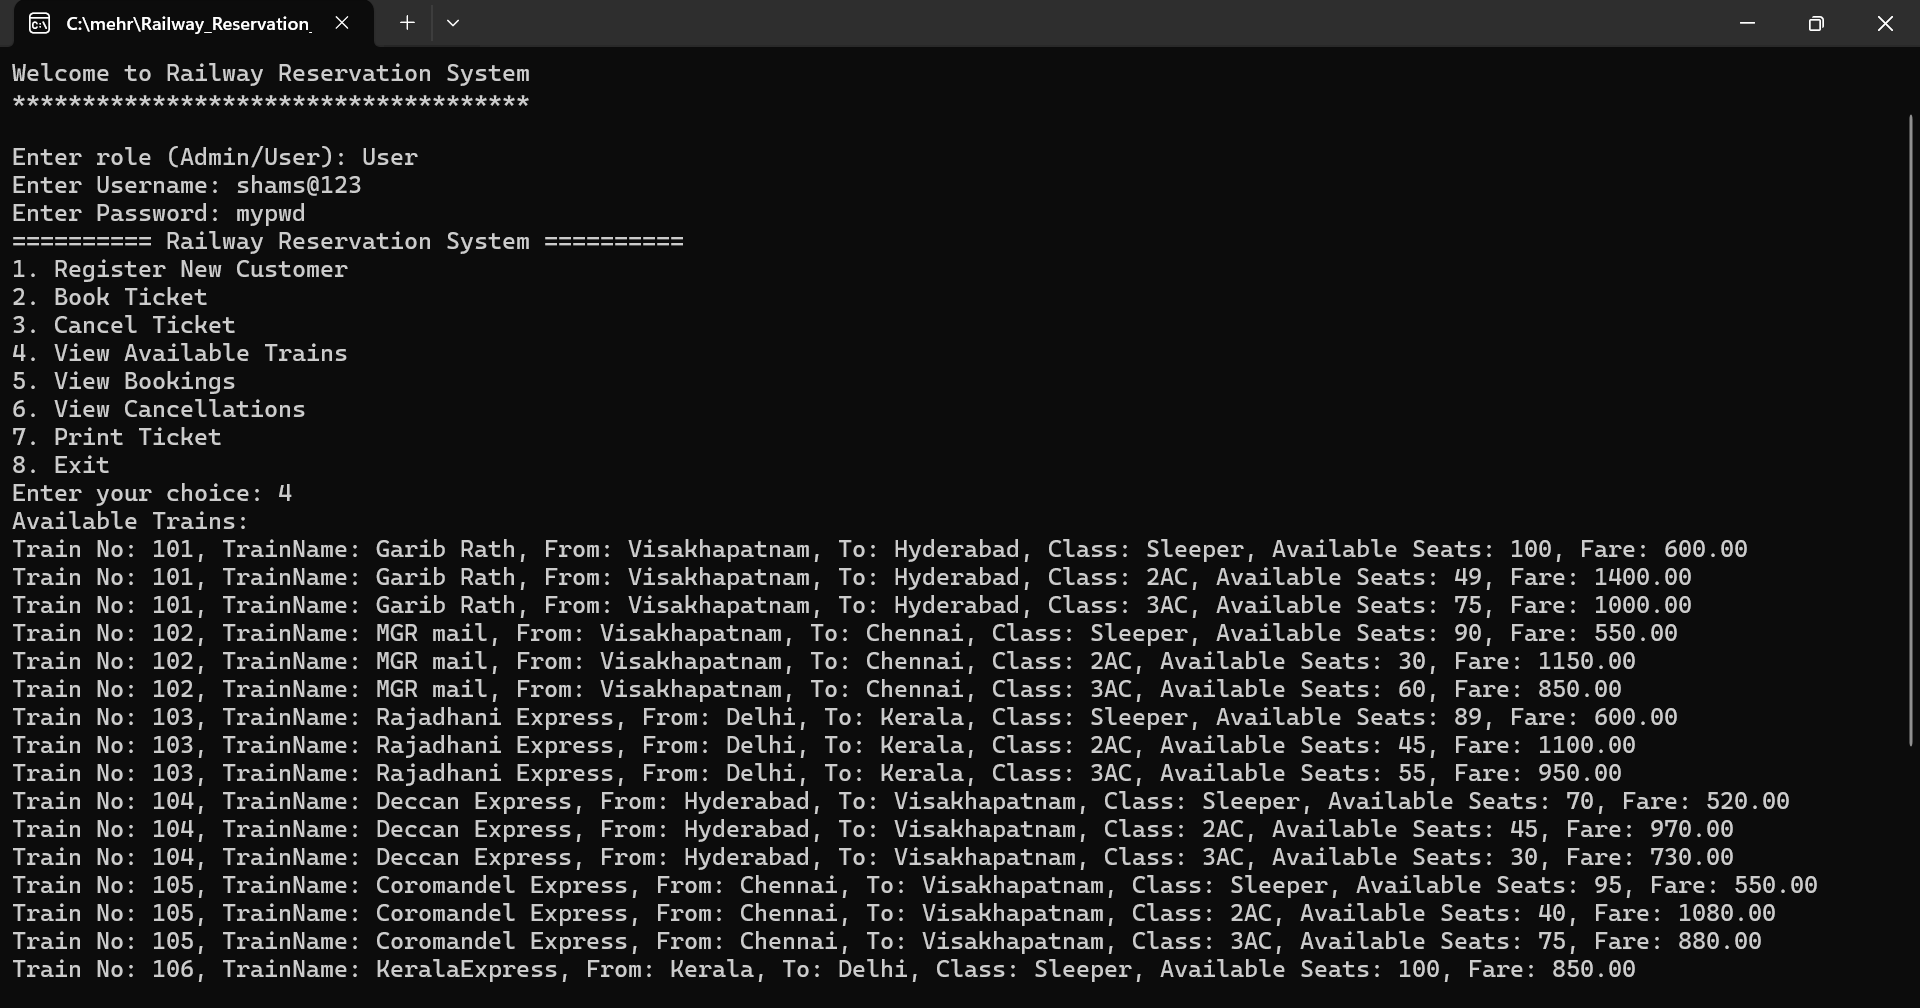 C:\mehr\Railway_Reservation_
Welcome to Railway Reservation System
*************************************
Enter role (Admin/User): User
Enter Username: shams@123
Enter Password: mypwd
========== Railway Reservation System ==========
1. Register New Customer
2. Book Ticket
3. Cancel Ticket
4. View Available Trains
5. View Bookings
6. View Cancellations
7. Print Ticket
8. Exit
Enter your choice: 4
Available Trains:
Train No: 101, TrainName: Garib Rath, From: Visakhapatnam, To: Hyderabad, Class: Sleeper, Available Seats: 100, Fare: 600.00
Train No: 101, TrainName: Garib Rath, From: Visakhapatnam, To: Hyderabad, Class: 2AC, Available Seats: 49, Fare: 1400.00
Train No: 101, TrainName: Garib Rath, From: Visakhapatnam, To: Hyderabad, Class: 3AC, Available Seats: 75, Fare: 1000.00
Train No: 102, TrainName: MGR mail, From: Visakhapatnam, To: Chennai, Class: Sleeper, Available Seats: 90, Fare: 550.00
Train No: 102, TrainName: MGR mail, From: Visakhapatnam, To: Chennai, Class: 2AC, Available Seats: 30, Fare: 1150.00
Train No: 102, TrainName: MGR mail, From: Visakhapatnam, To: Chennai, Class: 3AC, Available Seats: 60, Fare: 850.00
Train No: 103, TrainName: Rajadhani Express, From: Delhi, To: Kerala, Class: Sleeper, Available Seats: 89, Fare: 600.00
Train No: 103, TrainName: Rajadhani Express, From: Delhi, To: Kerala, Class: 2AC, Available Seats: 45, Fare: 1100.00
Train No: 103, TrainName: Rajadhani Express, From: Delhi, To: Kerala, Class: 3AC, Available Seats: 55, Fare: 950.00
Train No: 104, TrainName: Deccan Express, From: Hyderabad, To: Visakhapatnam, Class: Sleeper, Available Seats: 70, Fare: 520.00
Train No: 104, TrainName: Deccan Express, From: Hyderabad, To: Visakhapatnam, Class: 2AC, Available Seats: 45, Fare: 970.00
Train No: 104, TrainName: Deccan Express, From: Hyderabad, To: Visakhapatnam, Class: 3AC, Available Seats: 30, Fare: 730.00
Train No: 105, TrainName: Coromandel Express, From: Chennai, To: Visakhapatnam, Class: Sleeper, Available Seats: 95, Fare: 550.00
Train No: 105, TrainName: Coromandel Express, From: Chennai, To: Visakhapatnam, Class: 2AC, Available Seats: 40, Fare: 1080.00
Train No: 105, TrainName: Coromandel Express, From: Chennai, To: Visakhapatnam, Class: 3AC, Available Seats: 75, Fare: 880.00
Train No: 106, TrainName: KeralaExpress, From: Kerala, To: Delhi, Class: Sleeper, Available Seats: 100, Fare: 850.00